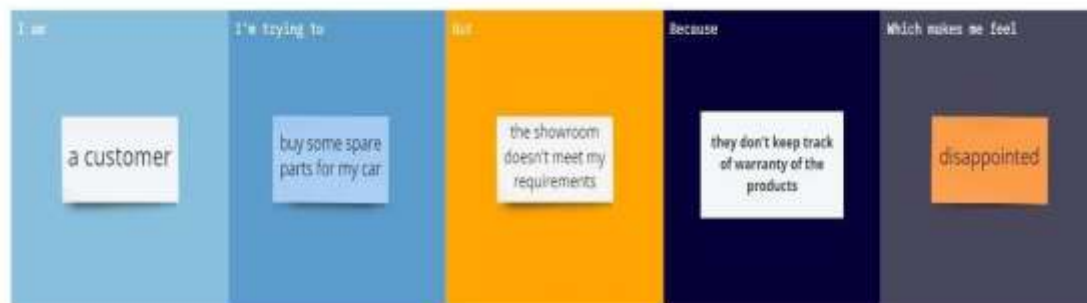 I am
a customer
I'm trying to
buy some spare
parts for my car
But
the showroom
doesn't meet my
requirements
Because
they don't keep track
of warranty of the
products
Which makes me feel
disappointed